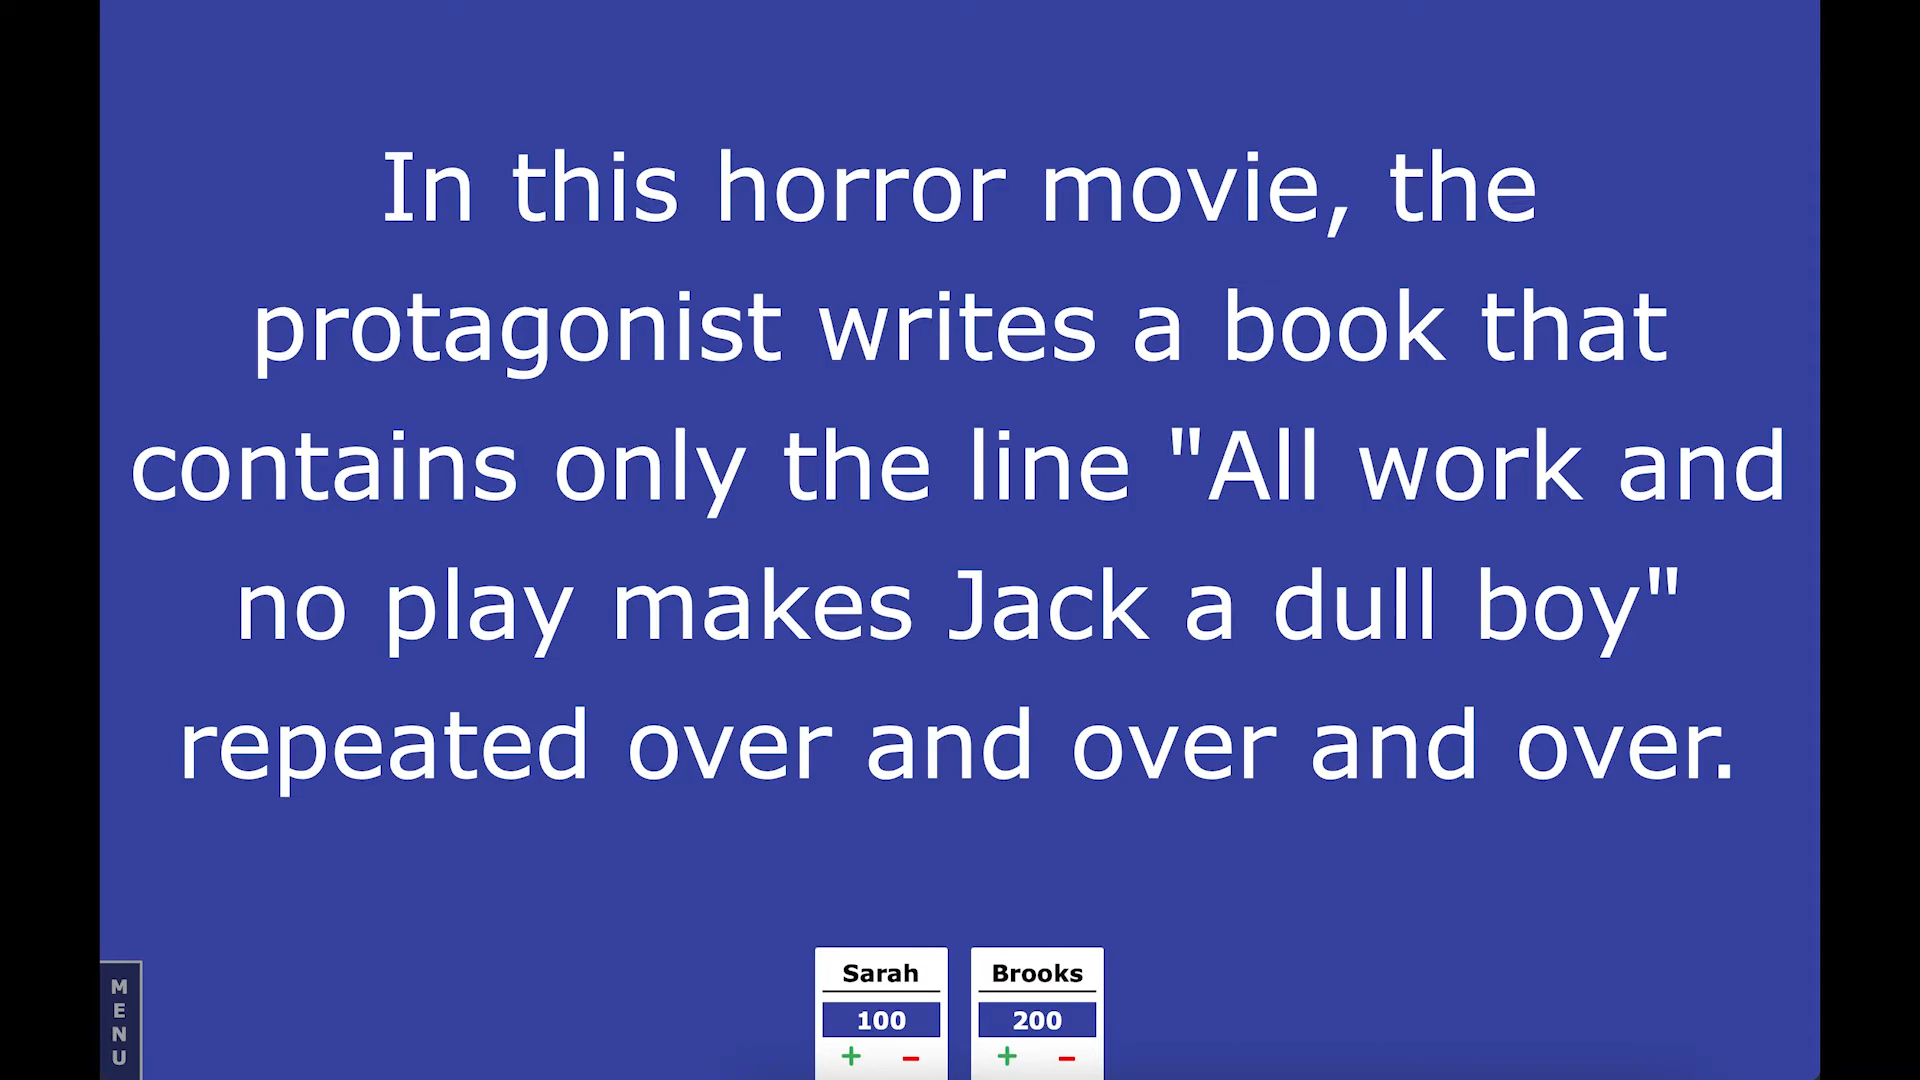 In this horror movie, the
protagonist writes a book that
contains only the line "All work and
no play makes Jack a dull boy"
repeated over and over and over.
MENU
Sarah
100
+ -
Brooks
200
+ -